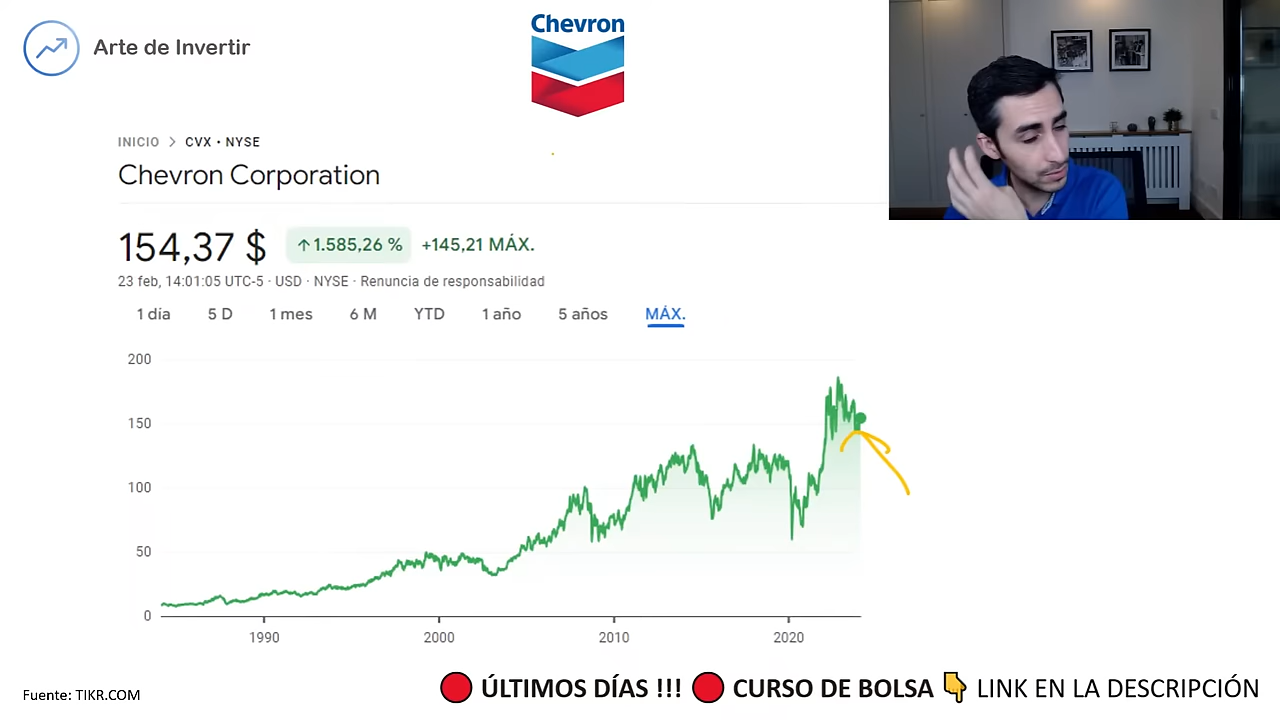 Arte de Invertir
Chevron
INICIO > CVX • NYSE
Chevron Corporation
154,37 $ ↑ 1.585,26 % +145,21 MÁX.
23 feb, 14:01:05 UTC-5 · USD · NYSE · Renuncia de responsabilidad
1 día 5 D 1 mes 6 M YTD 1 año 5 años MÁX.
200
150
100
50
0
1990 2000 2010 2020
Fuente: TIKR.COM
🔴 ÚLTIMOS DÍAS !!! 🔴 CURSO DE BOLSA 👇 LINK EN LA DESCRIPCIÓN